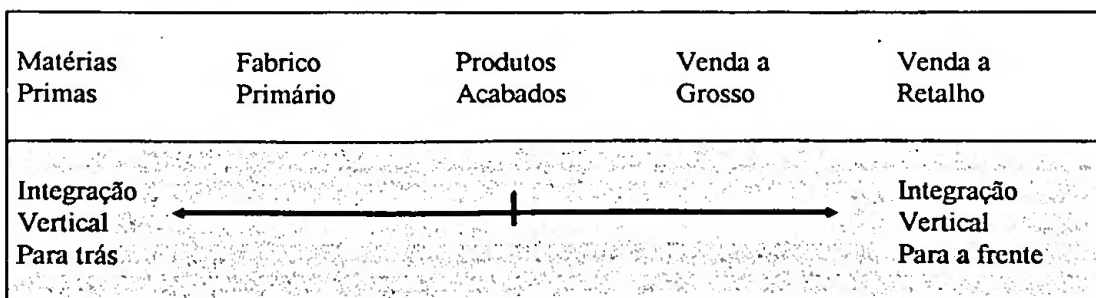 Matérias
Primas
Fabrico
Primário
Produtos
Acabados
Venda a
Grosso
Venda a
Retalho
Integração
Vertical
Para trás
Integração
Vertical
Para a frente